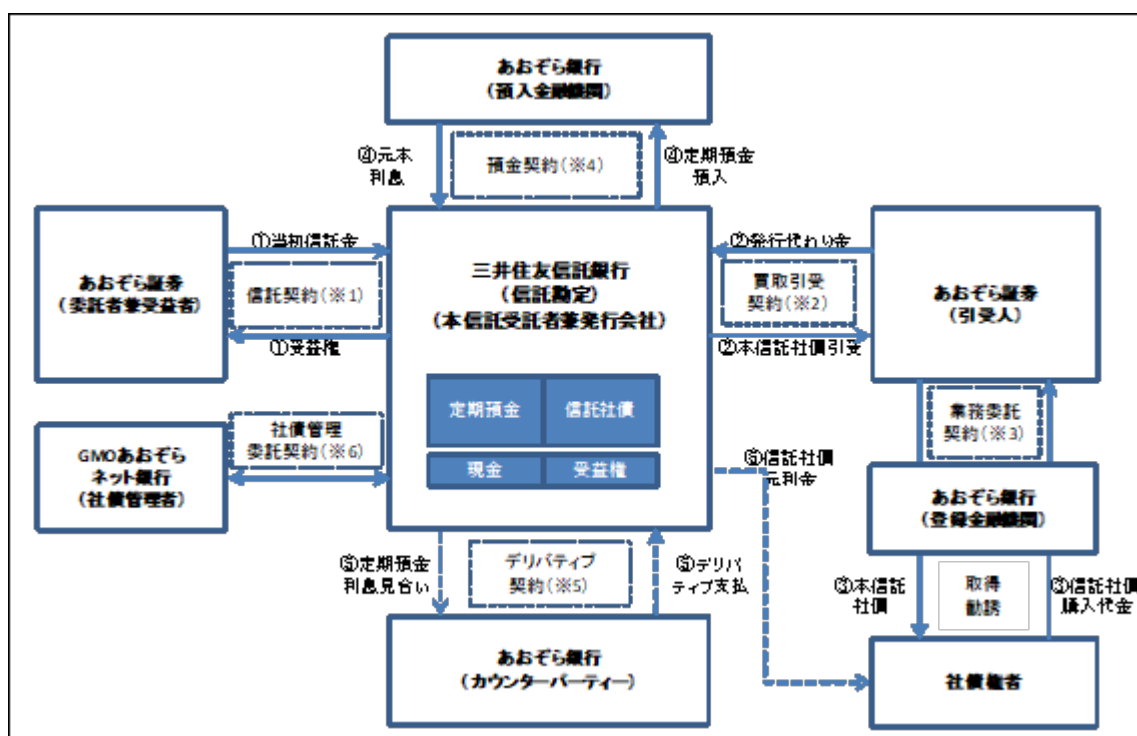 あおぞら銀行
（預入金融機関）
④元本
利息
預金契約（※4）
④定期預金
預入
あおぞら証券
（委託者兼受益者）
①当初信託金
信託契約（※1）
①受益権
三井住友信託銀行
（信託勘定）
（本信託受託者兼発行会社）
定期預金
信託社債
現金
受益権
②発行代わり金
買取引受
契約（※2）
②本信託社債引受
あおぞら証券
（引受人）
GMOあおぞら
ネット銀行
（社債管理者）
社債管理
委託契約（※6）
業務委託
契約（※3）
⑥信託社債
元利金
あおぞら銀行
（登録金融機関）
⑤定期預金
利息見合い
デリバティブ
契約（※5）
⑤デリバ
ティブ支払
③本信託
社債
取得
勧誘
③信託社債
購入代金
あおぞら銀行
（カウンターパーティー）
社債権者